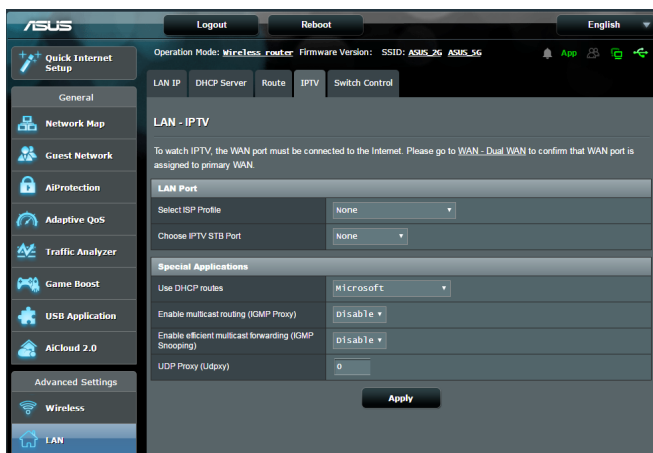 ASUS
Logout
Reboot
English
Quick Internet
Setup
Operation Mode: Wireless router Firmware Version: SSID: ASUS_2G ASUS_5G
App
LAN IP
DHCP Server
Route
IPTV
Switch Control
General
Network Map
Guest Network
AiProtection
Adaptive QoS
Traffic Analyzer
Game Boost
USB Application
AiCloud 2.0
Advanced Settings
Wireless
LAN
LAN - IPTV
To watch IPTV, the WAN port must be connected to the Internet. Please go to WAN - Dual WAN to confirm that WAN port is
assigned to primary WAN.
LAN Port
Select ISP Profile
None
Choose IPTV STB Port
None
Special Applications
Use DHCP routes
Microsoft
Enable multicast routing (IGMP Proxy)
Disable
Enable efficient multicast forwarding (IGMP
Snooping)
Disable
UDP Proxy (Udpxy)
0
Apply